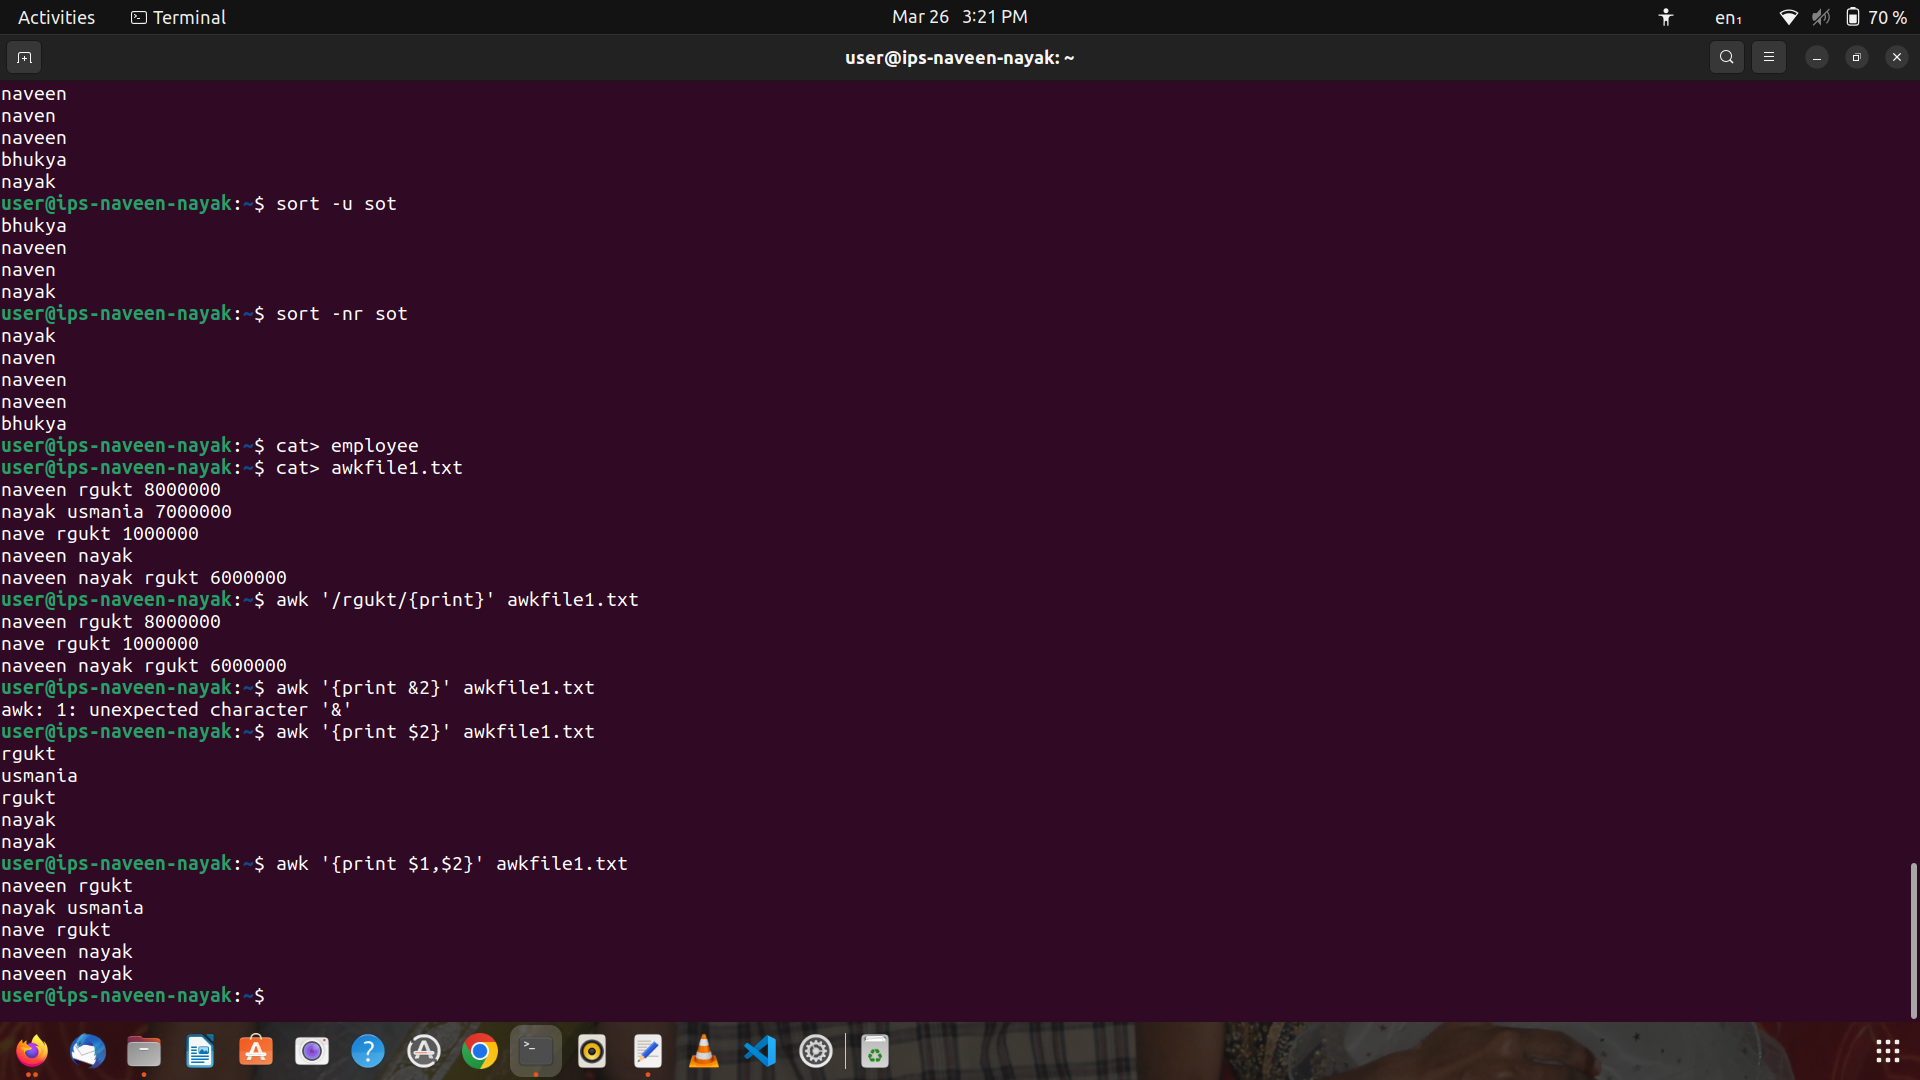 Activities Terminal Mar 26 3:21 PM en₁ 70 %
user@ips-naveen-nayak: ~
naveen
naven
naveen
bhukya
nayak
user@ips-naveen-nayak:~$ sort -u sot
bhukya
naveen
naven
nayak
user@ips-naveen-nayak:~$ sort -nr sot
nayak
naven
naveen
naveen
bhukya
user@ips-naveen-nayak:~$ cat> employee
user@ips-naveen-nayak:~$ cat> awkfile1.txt
naveen rgukt 8000000
nayak usmania 7000000
nave rgukt 1000000
naveen nayak
naveen nayak rgukt 6000000
user@ips-naveen-nayak:~$ awk '/rgukt/{print}' awkfile1.txt
naveen rgukt 8000000
nave rgukt 1000000
naveen nayak rgukt 6000000
user@ips-naveen-nayak:~$ awk '{print &2}' awkfile1.txt
awk: 1: unexpected character '&'
user@ips-naveen-nayak:~$ awk '{print $2}' awkfile1.txt
rgukt
usmania
rgukt
nayak
nayak
user@ips-naveen-nayak:~$ awk '{print $1,$2}' awkfile1.txt
naveen rgukt
nayak usmania
nave rgukt
naveen nayak
naveen nayak
user@ips-naveen-nayak:~$